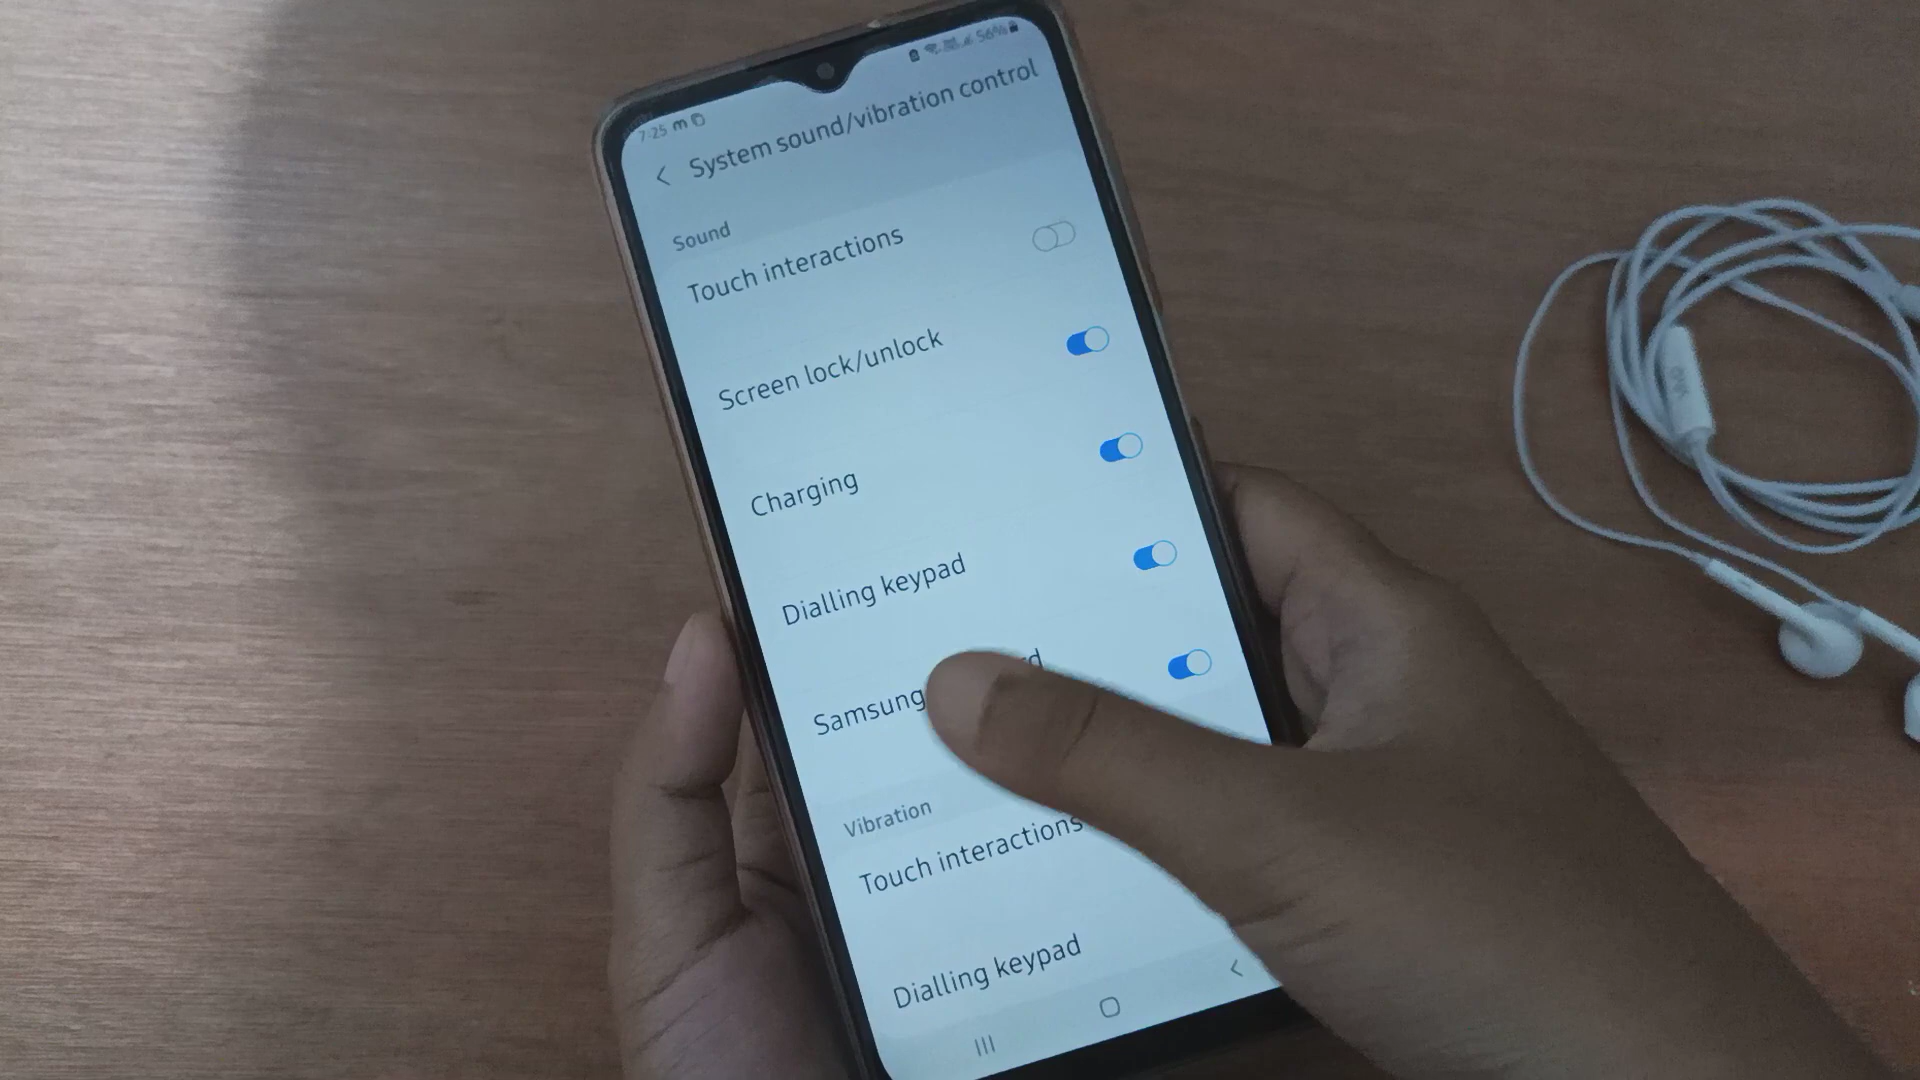 7:25 56%
System sound/vibration control
Sound
Touch interactions
Screen lock/unlock
Charging
Dialling keypad
Samsung
Vibration
Touch interactions
Dialling keypad